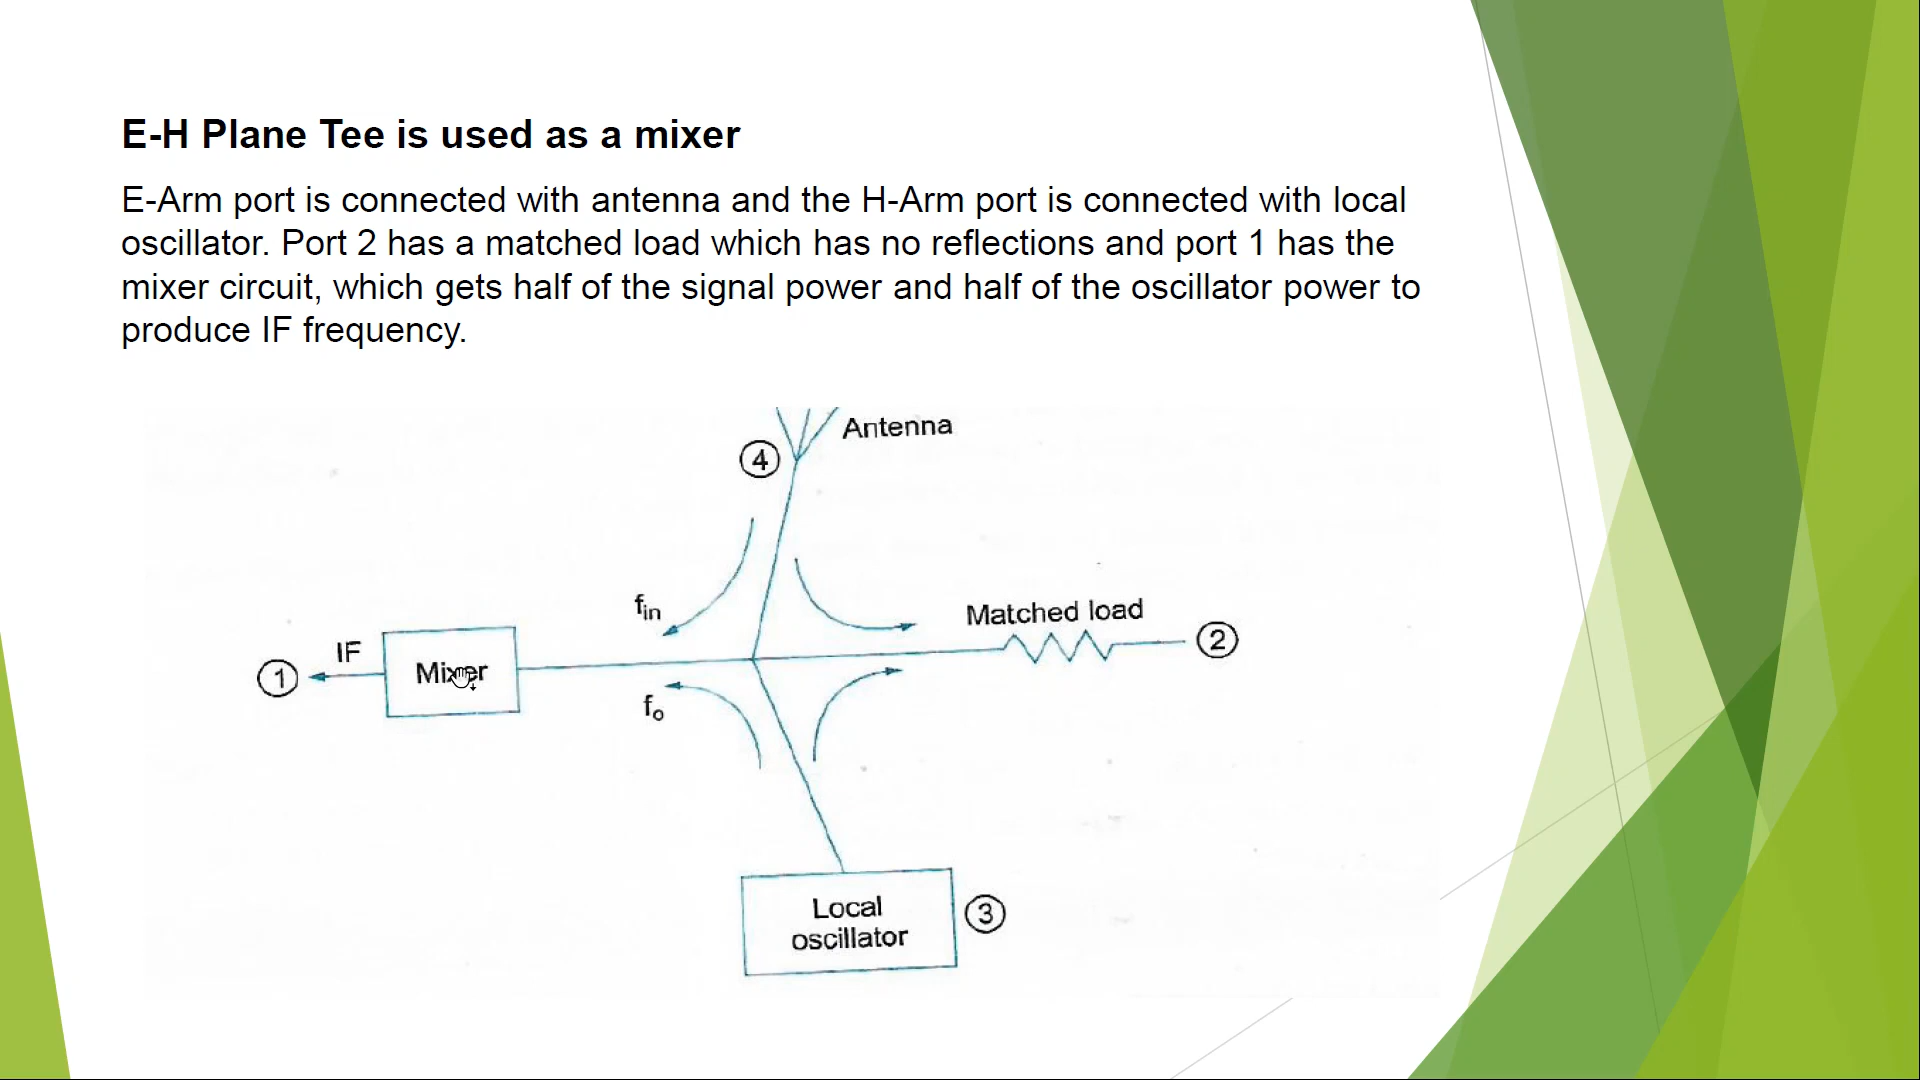 E-H Plane Tee is used as a mixer
E-Arm port is connected with antenna and the H-Arm port is connected with local
oscillator. Port 2 has a matched load which has no reflections and port 1 has the
mixer circuit, which gets half of the signal power and half of the oscillator power to
produce IF frequency.
Antenna
4
fin
Matched load
2
IF
1
Mixer
fo
Local
oscillator
3